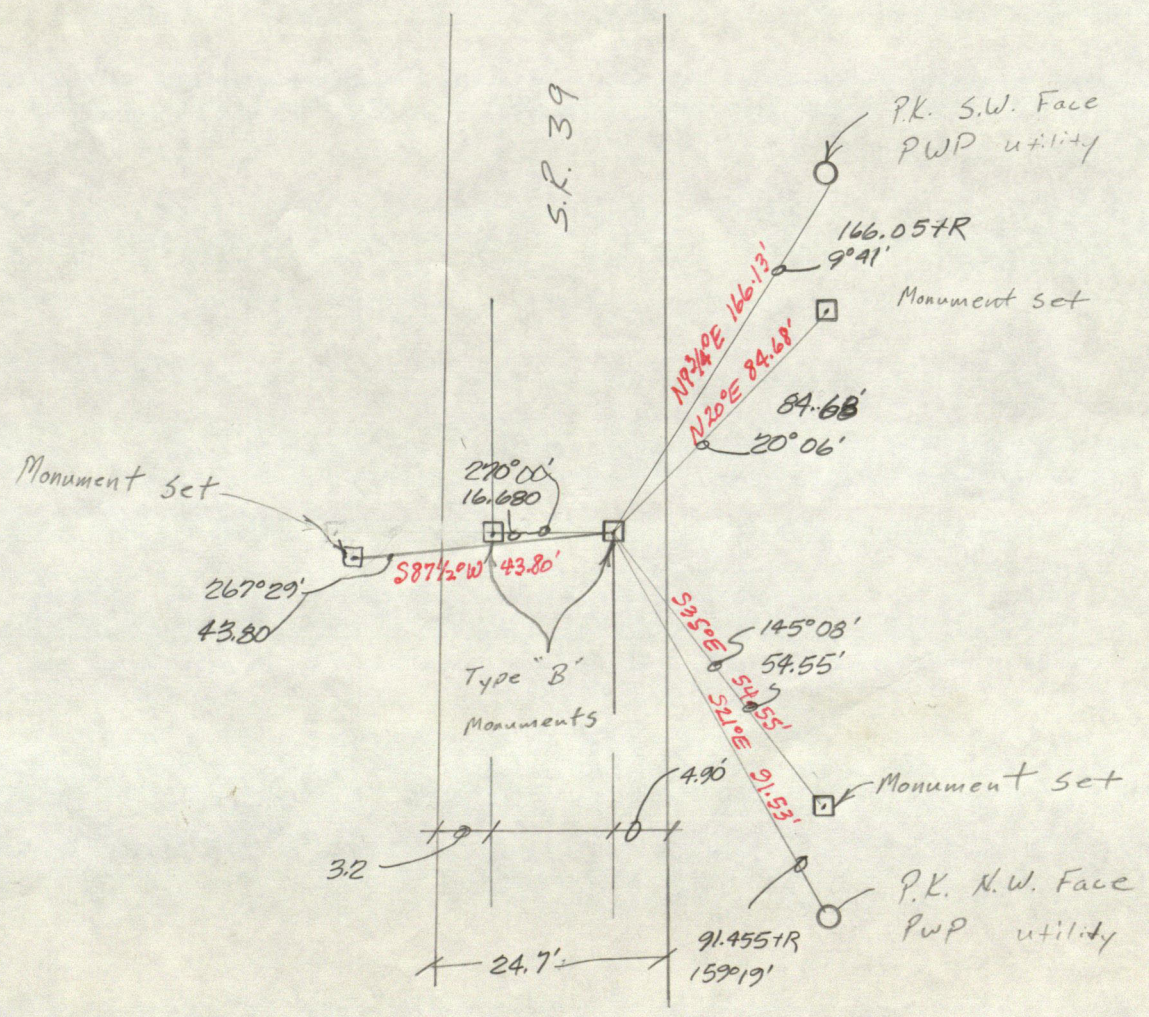 S.R. 39
P.K. S.W. Face
PWP utility
166.057R
9°41'
N9¾°E 166.13'
Monument set
N20°E 84.68'
84.68'
20°06'
270°00'
16.680
Monument set
S87½°W 43.80'
267°29'
43.80
Type "B"
Monuments
S35°E 54.55'
145°08'
54.55'
S21°E 91.53'
4.90'
Monument set
3.2
P.K. N.W. Face
PWP utility
91.455+R
159°19'
24.7'